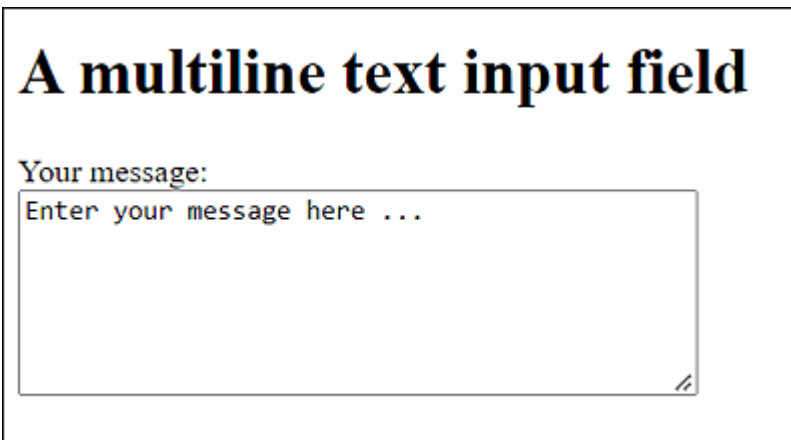 A multiline text input field
Your message:
Enter your message here ...